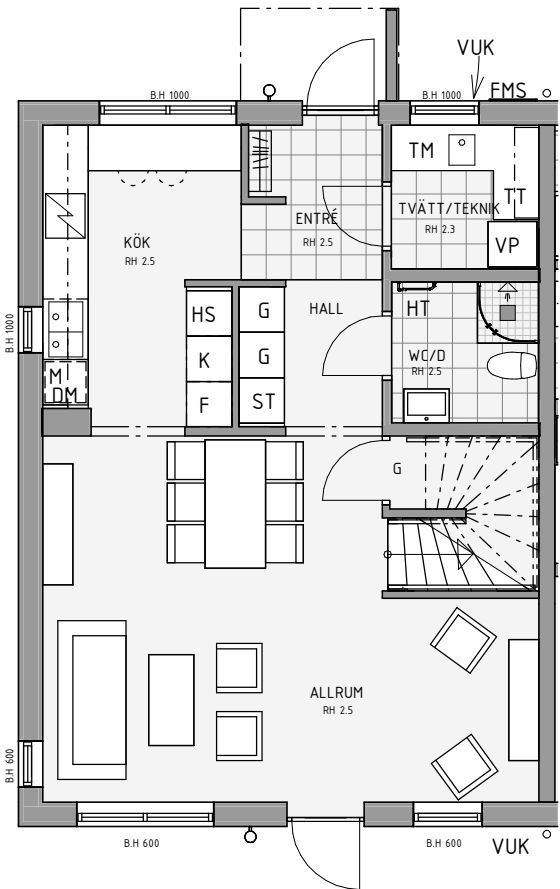 VUK
B.H 1000
B.H 1000
FMS
TM
TT
ENTRÉ
RH 2.5
TVÄTT/TEKNIK
RH 2.3
KÖK
RH 2.5
VP
HS
G
HALL
HT
B.H 1000
K
G
WC/D
RH 2.5
M
DM
F
ST
G
ALLRUM
RH 2.5
B.H 600
B.H 600
B.H 600
VUK